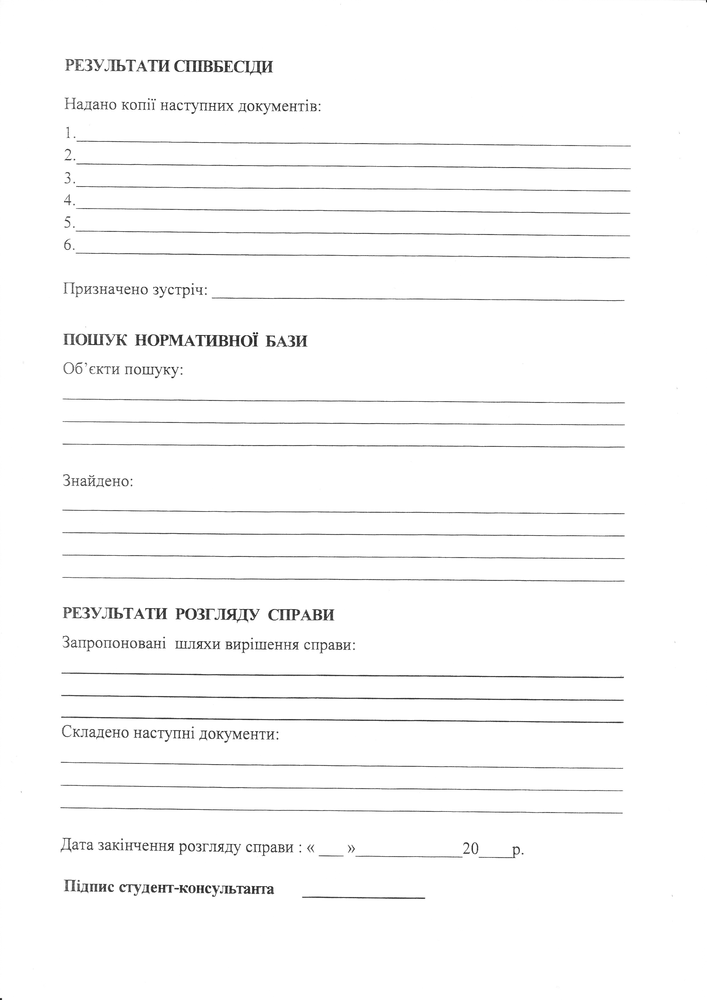 РЕЗУЛЬТАТИ СПІВБЕСІДИ
Надано копії наступних документів:
1.
2.
3.
4.
5.
6.
Призначено зустріч:
ПОШУК НОРМАТИВНОЇ БАЗИ
Об’єкти пошуку:
Знайдено:
РЕЗУЛЬТАТИ РОЗГЛЯДУ СПРАВИ
Запропоновані шляхи вирішення справи:
Складено наступні документи:
Дата закінчення розгляду справи : « ___ »_____________20____р.
Підпис студент-консультанта